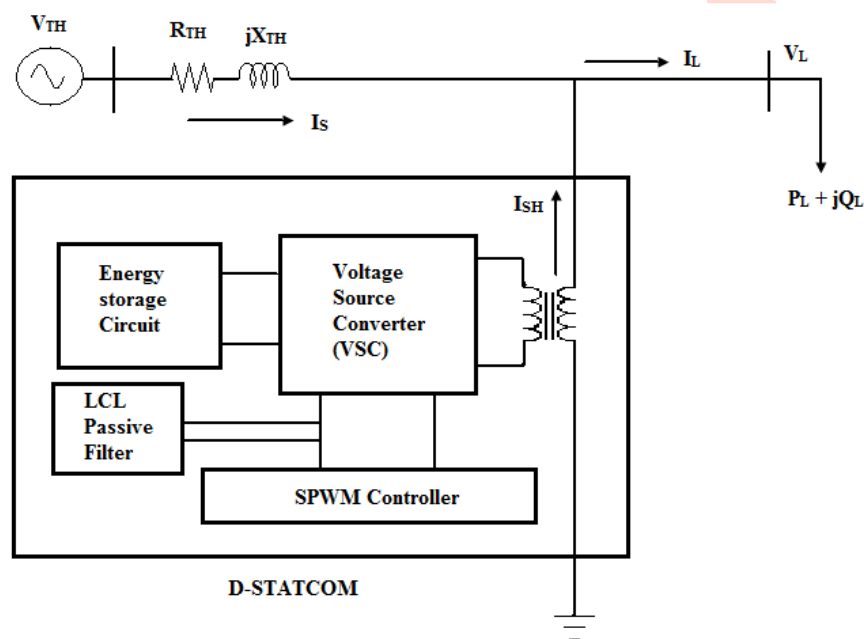 VTH
RTH
jXTH
IS
IL
VL
PL + jQL
ISH
Energy
storage
Circuit
Voltage
Source
Converter
(VSC)
LCL
Passive
Filter
SPWM Controller
D-STATCOM